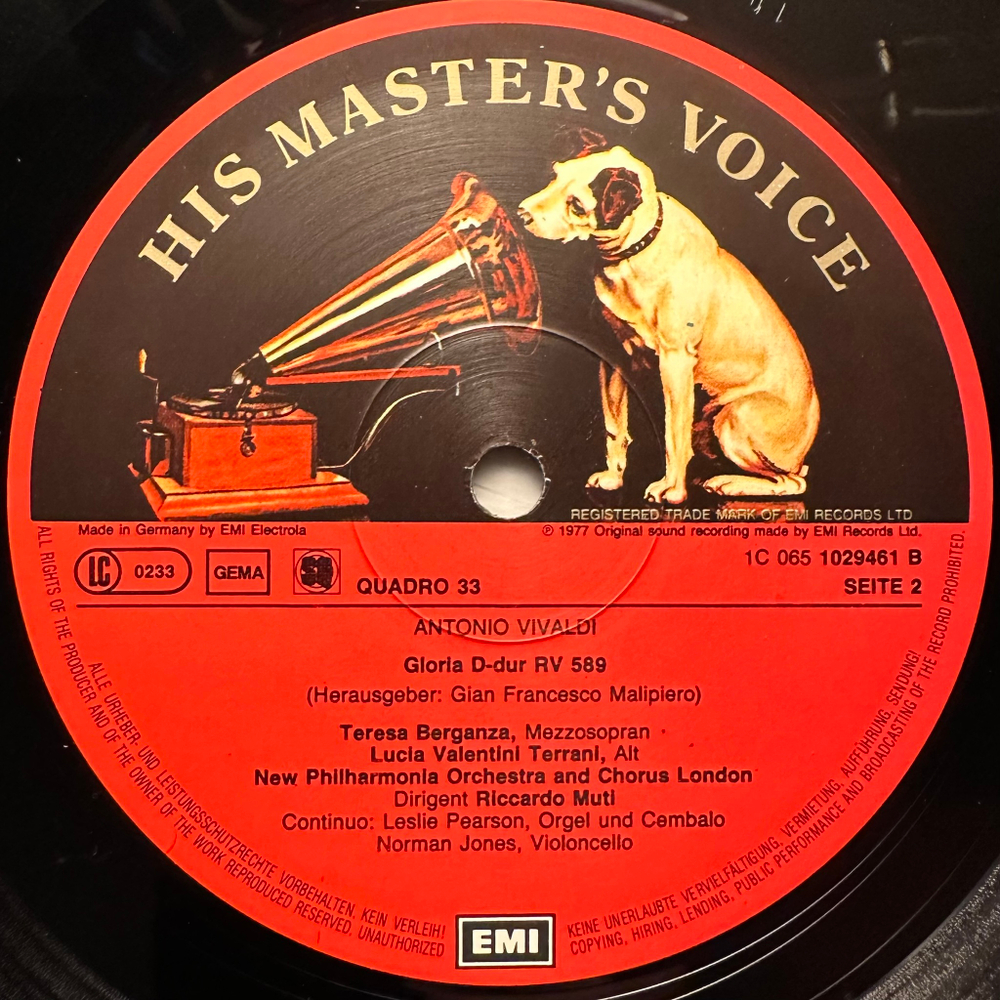 HIS MASTER'S VOICE
REGISTERED TRADE MARK OF EMI RECORDS LTD
Made in Germany by EMI Electrola
℗ 1977 Original sound recording made by EMI Records Ltd.
LC 0233
GEMA
SQ
QUADRO 33
1C 065 1029461 B
SEITE 2
ANTONIO VIVALDI
Gloria D-dur RV 589
(Herausgeber: Gian Francesco Malipiero)
Teresa Berganza, Mezzosopran
Lucia Valentini Terrani, Alt
New Philharmonia Orchestra and Chorus London
Dirigent Riccardo Muti
Continuo: Leslie Pearson, Orgel und Cembalo
Norman Jones, Violoncello
ALLE URHEBER- UND LEISTUNGSSCHUTZRECHTE VORBEHALTEN. KEIN VERLEIH! KEINE UNERLAUBTE VERVIELFÄLTIGUNG, VERMIETUNG, AUFFÜHRUNG, SENDUNG!
ALL RIGHTS OF THE PRODUCER AND OF THE OWNER OF THE WORK REPRODUCED RESERVED. UNAUTHORIZED COPYING, HIRING, LENDING, PUBLIC PERFORMANCE AND BROADCASTING OF THE RECORD PROHIBITED.
EMI